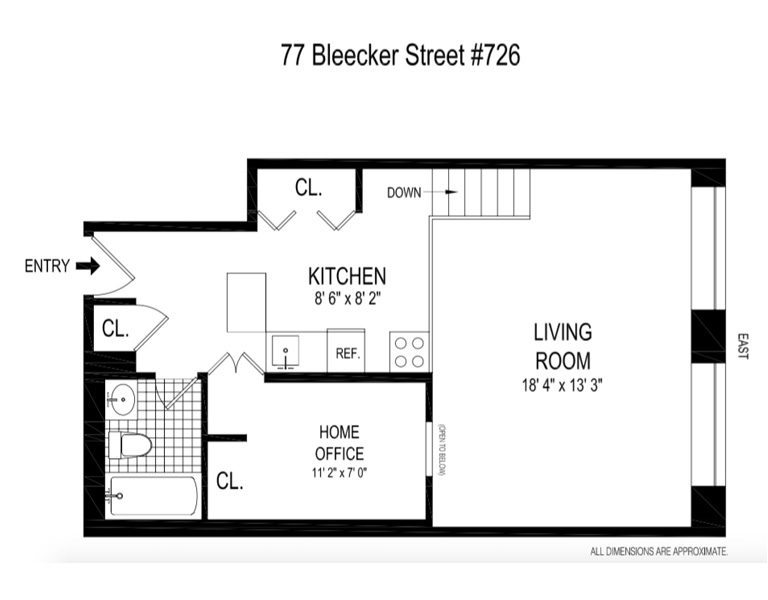 77 Bleecker Street #726
CL.
DOWN
ENTRY
KITCHEN
8' 6" x 8' 2"
CL.
REF.
LIVING
ROOM
18' 4" x 13' 3"
EAST
HOME
OFFICE
11' 2" x 7' 0"
(OPEN TO BELOW)
CL.
ALL DIMENSIONS ARE APPROXIMATE.